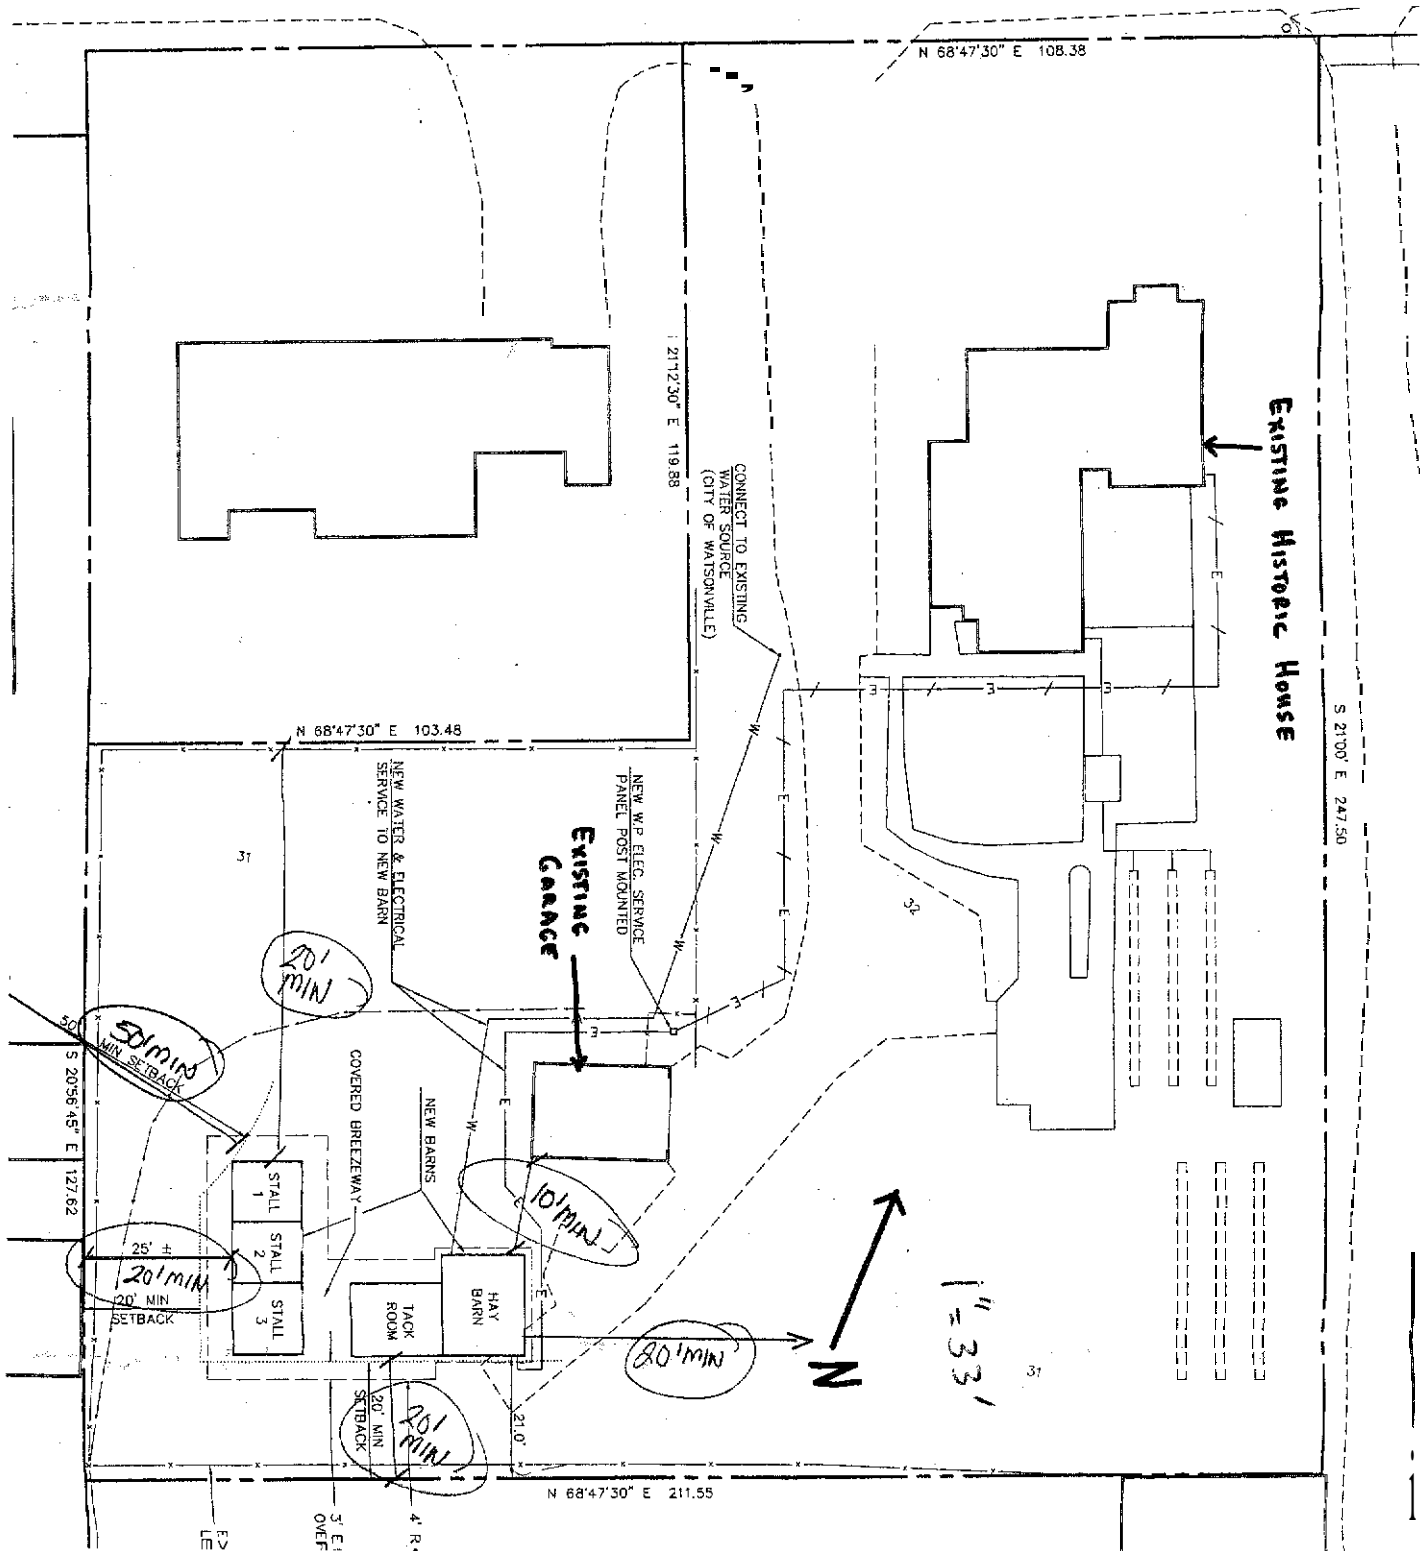 N 68°47'30" E 108.38
21°12'30" E 119.88
EXISTING HISTORIC HOUSE
CONNECT TO EXISTING
WATER SOURCE
(CITY OF WATSONVILLE)
E
E
E
E
S 21°00' E 247.50
N 68°47'30" E 103.48
W
W
W
W
E
E
E
E
E
E
NEW WATER & ELECTRICAL
SERVICE TO NEW BARN
NEW W.P. ELEC. SERVICE
PANEL POST MOUNTED
EXISTING
GARAGE
31
32
20'
MIN
50'MIN
50'
MIN SETBACK
COVERED BREEZEWAY
NEW BARNS
S 20°56'45" E 127.62
10'MIN
STALL
1
STALL
2
STALL
3
25' ±
20'MIN
20' MIN
SETBACK
HAY
BARN
TACK
ROOM
20'MIN
N
1"=33'
31
20' MIN
SETBACK
20'
MIN
21.0'
N 68°47'30" E 211.55